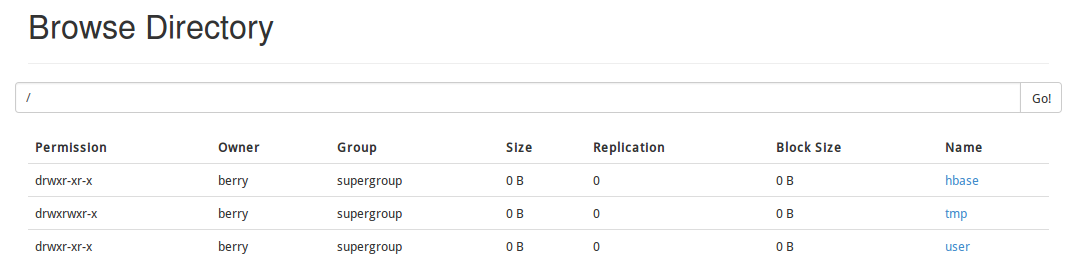 Browse Directory
/ Go!
Permission Owner Group Size Replication Block Size Name
drwxr-xr-x berry supergroup 0 B 0 0 B hbase
drwxrwxr-x berry supergroup 0 B 0 0 B tmp
drwxr-xr-x berry supergroup 0 B 0 0 B user